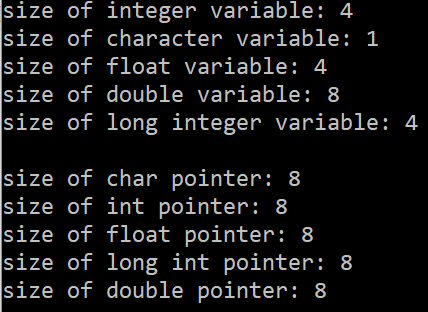 size of integer variable: 4
size of character variable: 1
size of float variable: 4
size of double variable: 8
size of long integer variable: 4
size of char pointer: 8
size of int pointer: 8
size of float pointer: 8
size of long int pointer: 8
size of double pointer: 8